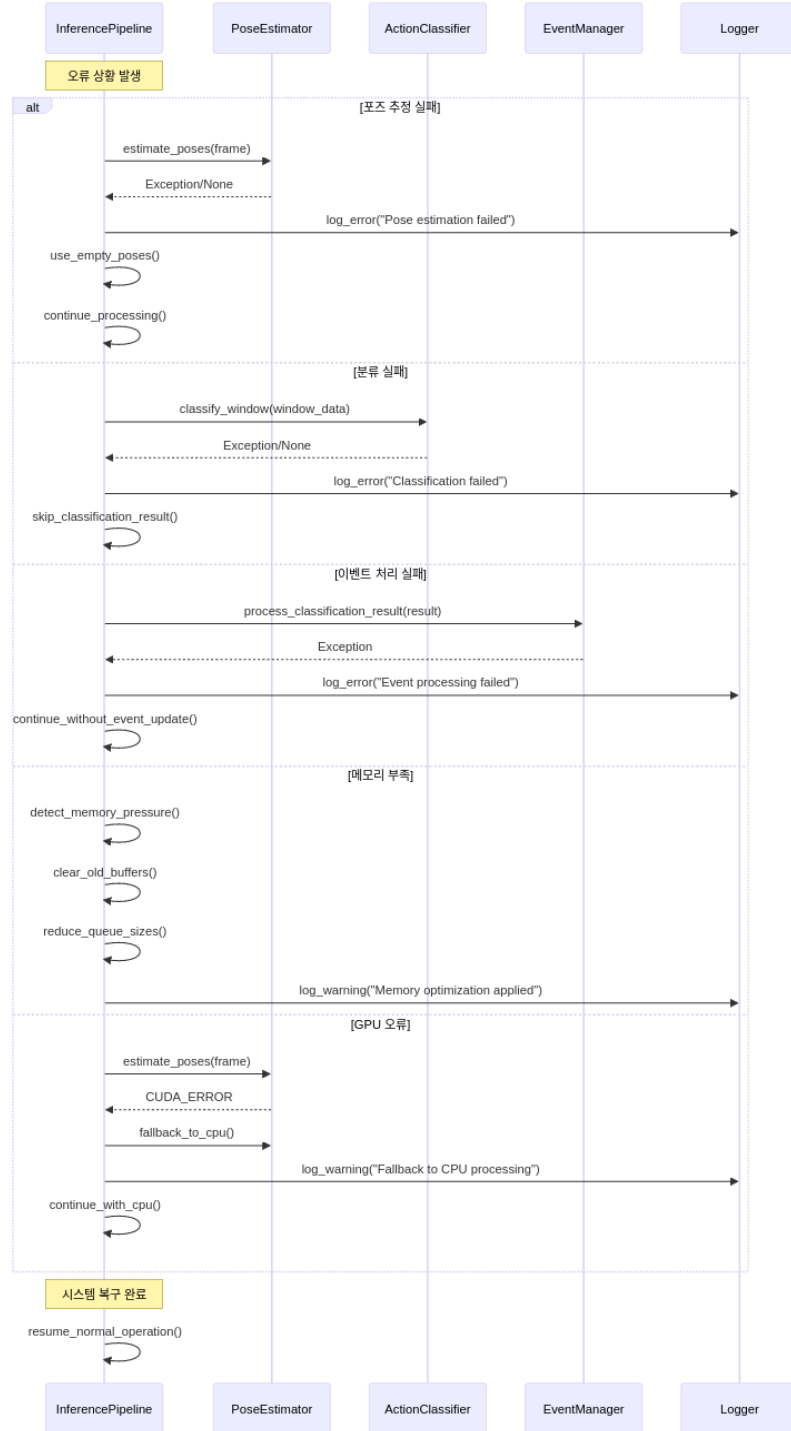 InferencePipeline
PoseEstimator
ActionClassifier
EventManager
Logger
오류 상황 발생
alt
[포즈 추정 실패]
estimate_poses(frame)
Exception/None
log_error("Pose estimation failed")
use_empty_poses()
continue_processing()
[분류 실패]
classify_window(window_data)
Exception/None
log_error("Classification failed")
skip_classification_result()
[이벤트 처리 실패]
process_classification_result(result)
Exception
log_error("Event processing failed")
continue_without_event_update()
[메모리 부족]
detect_memory_pressure()
clear_old_buffers()
reduce_queue_sizes()
log_warning("Memory optimization applied")
[GPU 오류]
estimate_poses(frame)
CUDA_ERROR
fallback_to_cpu()
log_warning("Fallback to CPU processing")
continue_with_cpu()
시스템 복구 완료
resume_normal_operation()
InferencePipeline
PoseEstimator
ActionClassifier
EventManager
Logger